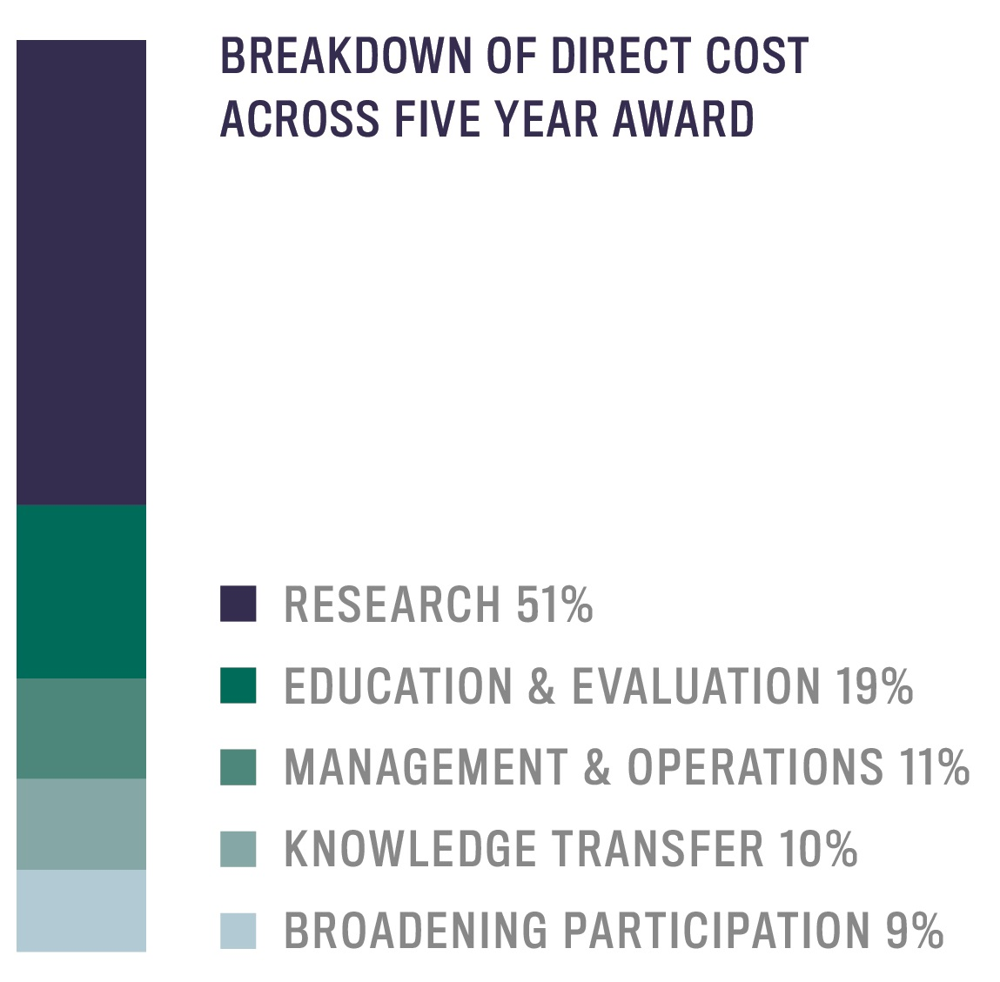 BREAKDOWN OF DIRECT COST
ACROSS FIVE YEAR AWARD
RESEARCH 51%
EDUCATION & EVALUATION 19%
MANAGEMENT & OPERATIONS 11%
KNOWLEDGE TRANSFER 10%
BROADENING PARTICIPATION 9%